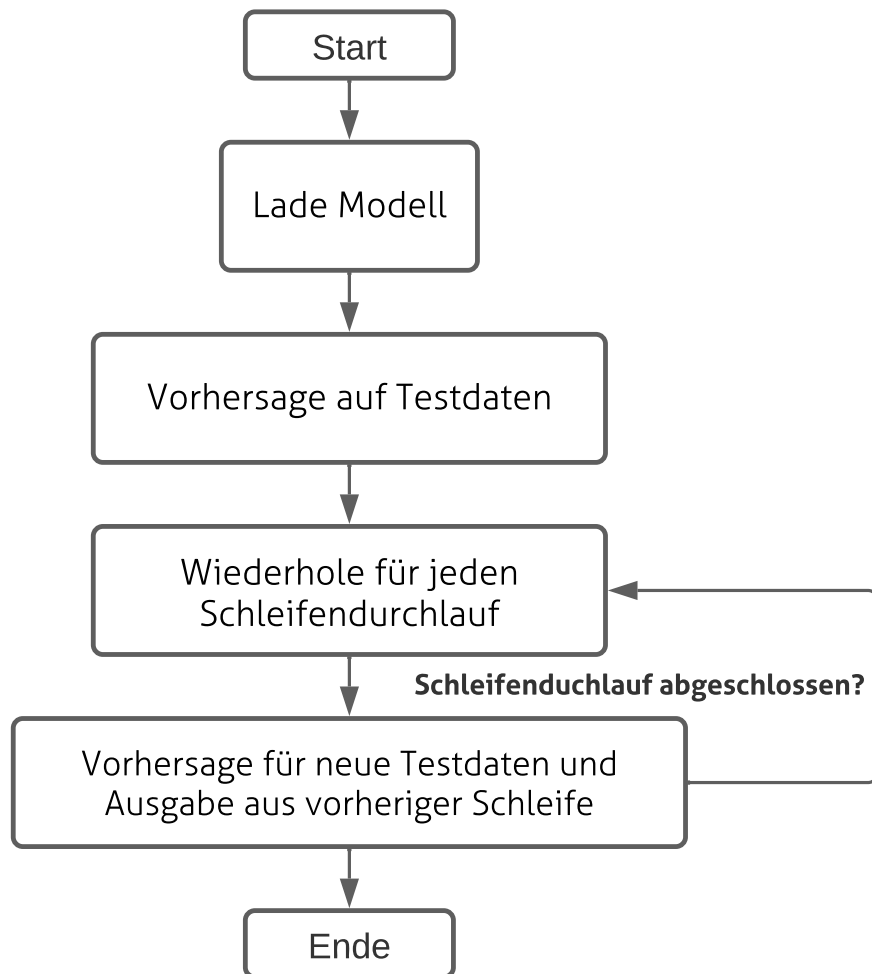 Start
Lade Modell
Vorhersage auf Testdaten
Wiederhole für jeden
Schleifendurchlauf
Schleifenduchlauf abgeschlossen?
Vorhersage für neue Testdaten und
Ausgabe aus vorheriger Schleife
Ende